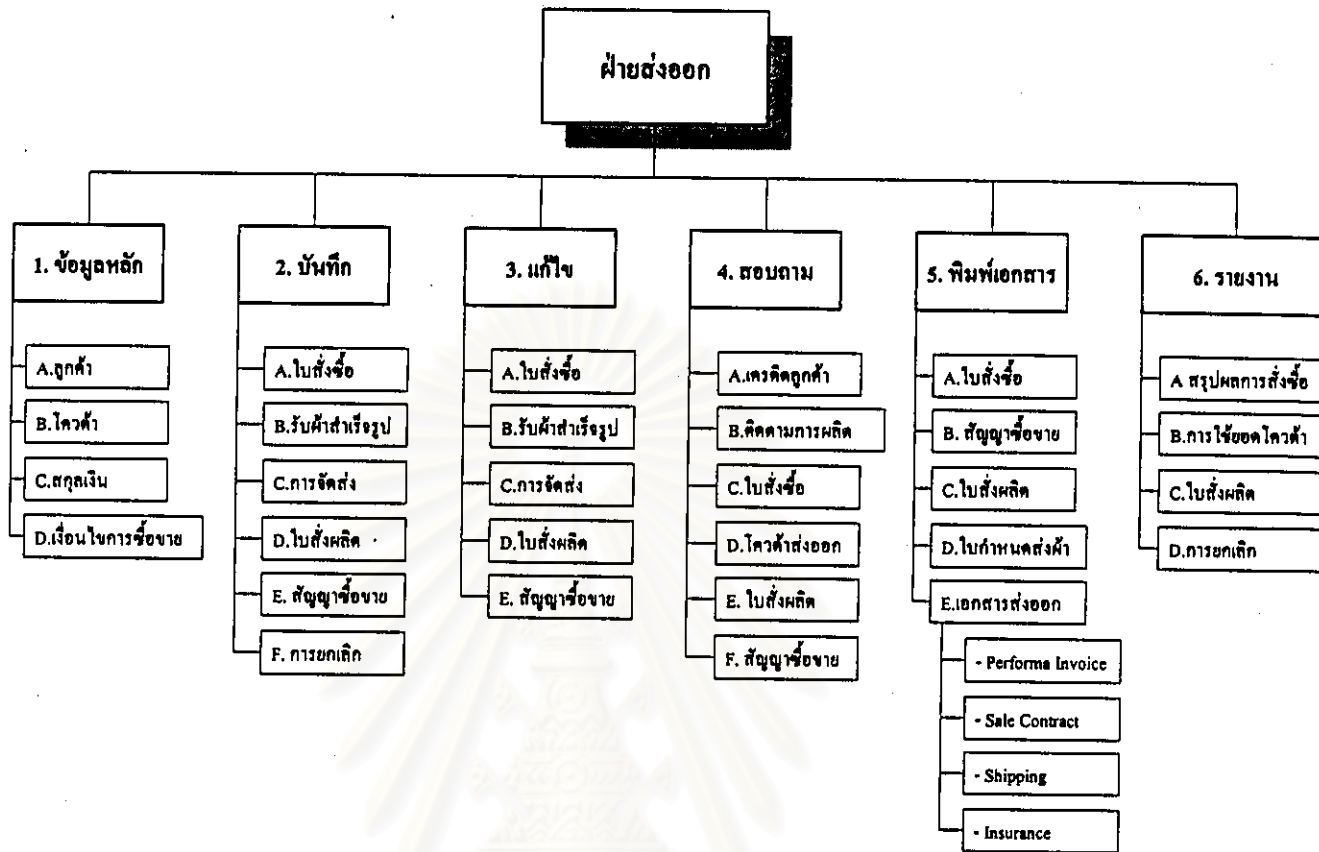 ฝ่ายส่งออก
1. ข้อมูลหลัก
A.ลูกค้า
B.โควต้า
C.สกุลเงิน
D.เงื่อนไขการซื้อขาย
2. บันทึก
A.ใบสั่งซื้อ
B.รับผ้าสำเร็จรูป
C.การจัดส่ง
D.ใบสั่งผลิต
E. สัญญาซื้อขาย
F. การยกเลิก
3. แก้ไข
A.ใบสั่งซื้อ
B.รับผ้าสำเร็จรูป
C.การจัดส่ง
D.ใบสั่งผลิต
E. สัญญาซื้อขาย
4. สอบถาม
A.เครดิตลูกค้า
B.ติดตามการผลิต
C.ใบสั่งซื้อ
D.โควต้าส่งออก
E. ใบสั่งผลิต
F. สัญญาซื้อขาย
5. พิมพ์เอกสาร
A.ใบสั่งซื้อ
B. สัญญาซื้อขาย
C.ใบสั่งผลิต
D.ใบกำหนดส่งผ้า
E.เอกสารส่งออก
- Performa Invoice
- Sale Contract
- Shipping
- Insurance
6. รายงาน
A สรุปผลการสั่งซื้อ
B.การใช้ยอดโควต้า
C.ใบสั่งผลิต
D.การยกเลิก